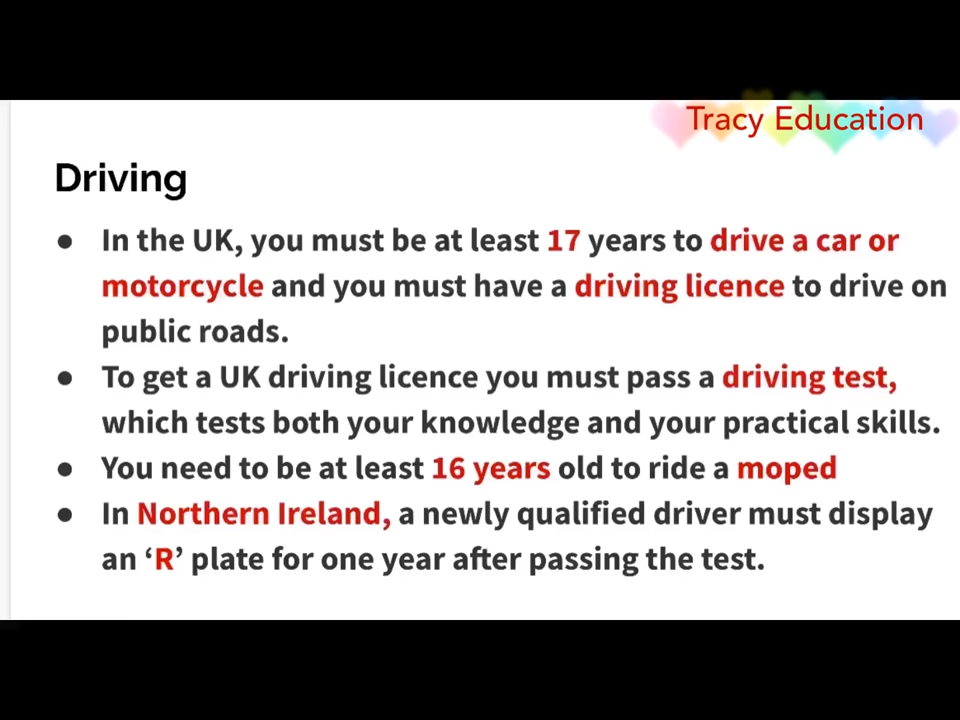 Tracy Education
Driving
● In the UK, you must be at least 17 years to drive a car or
motorcycle and you must have a driving licence to drive on
public roads.
● To get a UK driving licence you must pass a driving test,
which tests both your knowledge and your practical skills.
● You need to be at least 16 years old to ride a moped
● In Northern Ireland, a newly qualified driver must display
an ‘R’ plate for one year after passing the test.